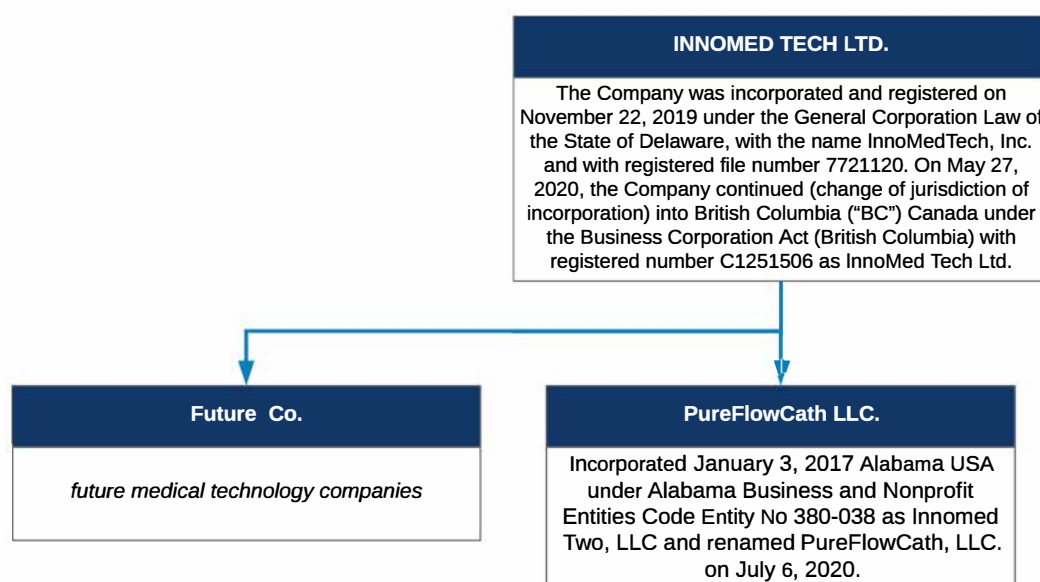 INNOMED TECH LTD.
The Company was incorporated and registered on
November 22, 2019 under the General Corporation Law of
the State of Delaware, with the name InnoMedTech, Inc.
and with registered file number 7721120. On May 27,
2020, the Company continued (change of jurisdiction of
incorporation) into British Columbia (“BC”) Canada under
the Business Corporation Act (British Columbia) with
registered number C1251506 as InnoMed Tech Ltd.
Future Co.
future medical technology companies
PureFlowCath LLC.
Incorporated January 3, 2017 Alabama USA
under Alabama Business and Nonprofit
Entities Code Entity No 380-038 as Innomed
Two, LLC and renamed PureFlowCath, LLC.
on July 6, 2020.